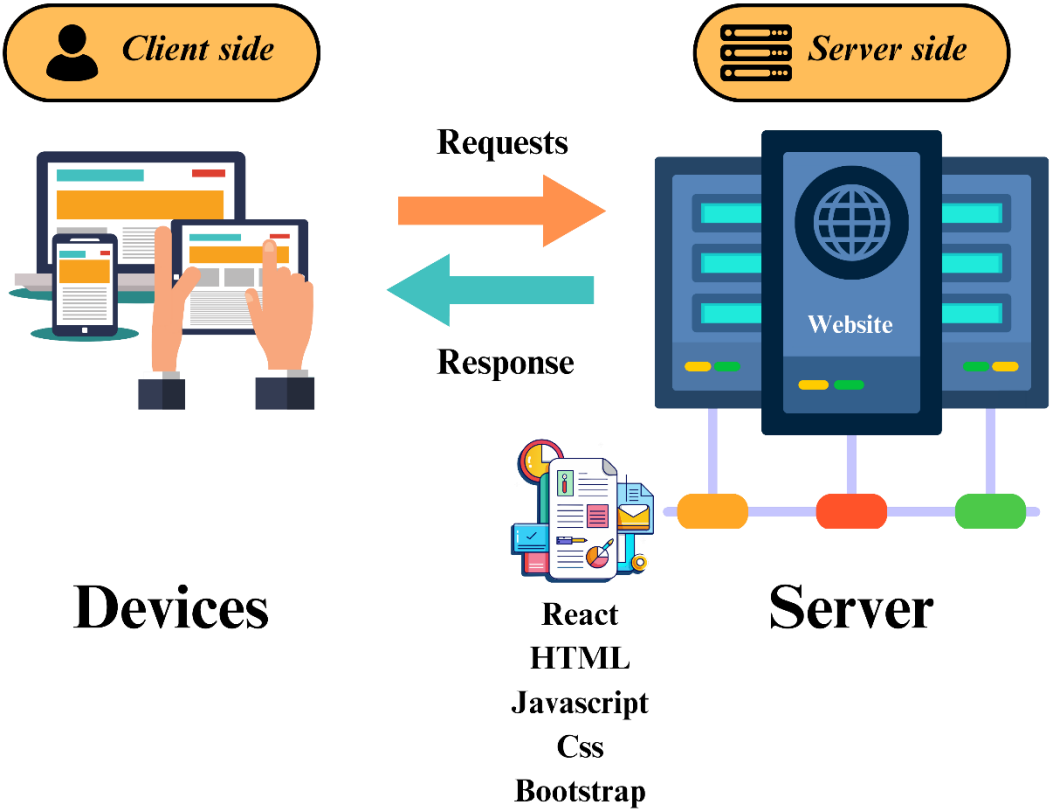 Client side
Server side
Requests
Response
Website
Devices
Server
React
HTML
Javascript
Css
Bootstrap